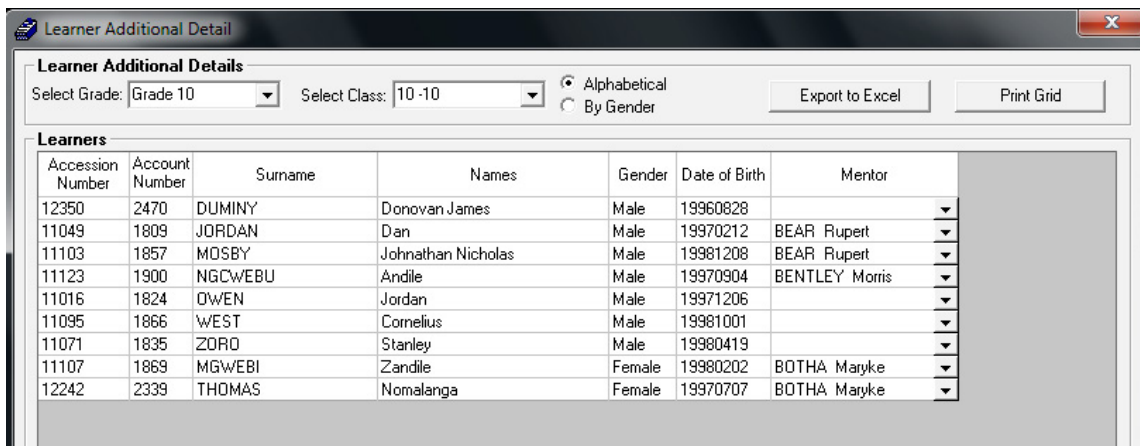 Learner Additional Detail
x
Learner Additional Details
Select Grade: Grade 10 Select Class: 10 -10 Alphabetical By Gender Export to Excel Print Grid
Learners
Accession Number Account Number Surname Names Gender Date of Birth Mentor
12350 2470 DUMINY Donovan James Male 19960828
11049 1809 JORDAN Dan Male 19970212 BEAR Rupert
11103 1857 MOSBY Johnathan Nicholas Male 19981208 BEAR Rupert
11123 1900 NGCWEBU Andile Male 19970904 BENTLEY Morris
11016 1824 OWEN Jordan Male 19971206
11095 1866 WEST Cornelius Male 19981001
11071 1835 ZORO Stanley Male 19980419
11107 1869 MGWEBI Zandile Female 19980202 BOTHA Maryke
12242 2339 THOMAS Nomalanga Female 19970707 BOTHA Maryke